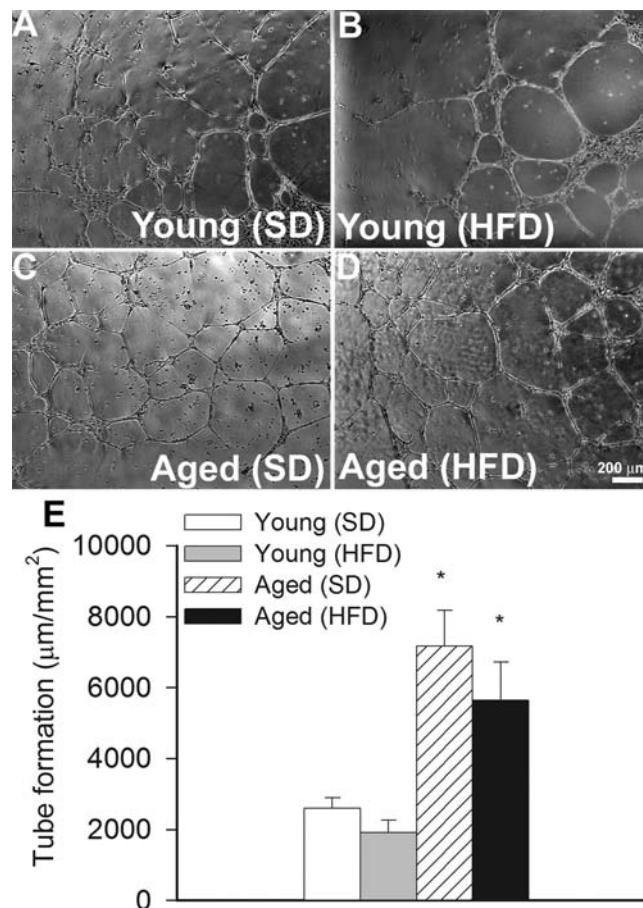 A
B
Young (SD)
Young (HFD)
C
D
Aged (SD)
Aged (HFD)
200 μm
E
Young (SD)
Young (HFD)
Aged (SD)
Aged (HFD)
Tube formation (μm/mm²)
10000
8000
6000
4000
2000
0
*
*